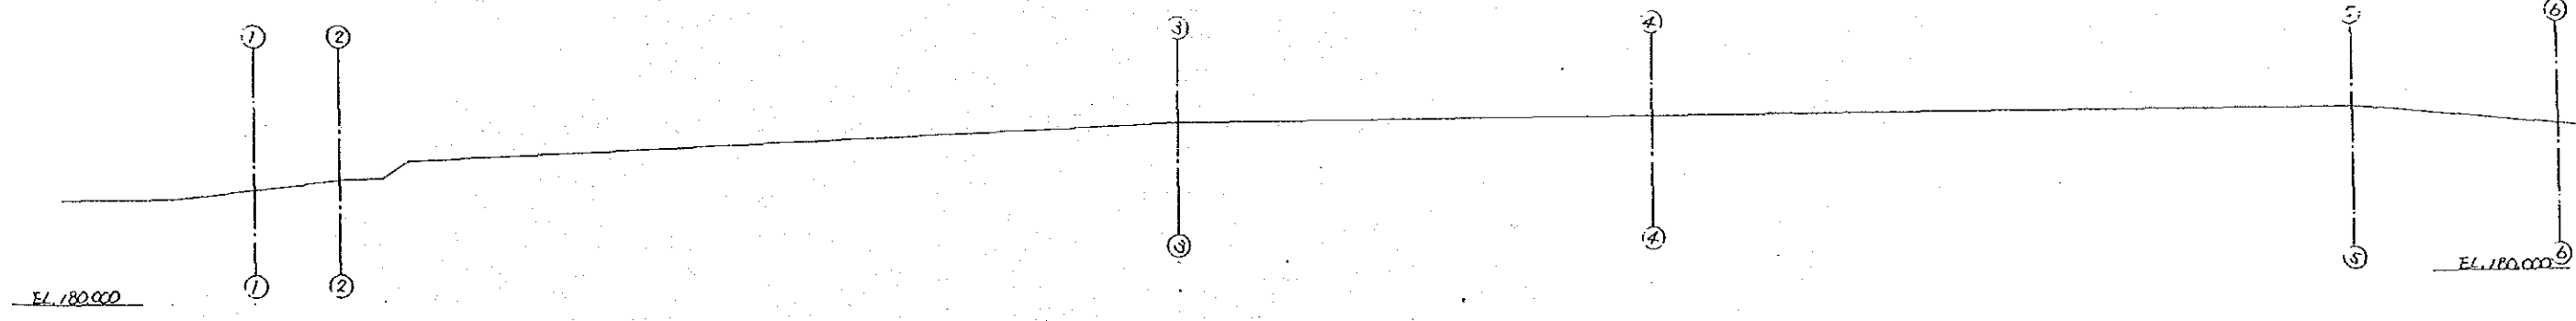 ① ② ③ ④ 5 ⑥
① ② ③ ④ ⑤ ⑥
EL.180.000 EL.180.000